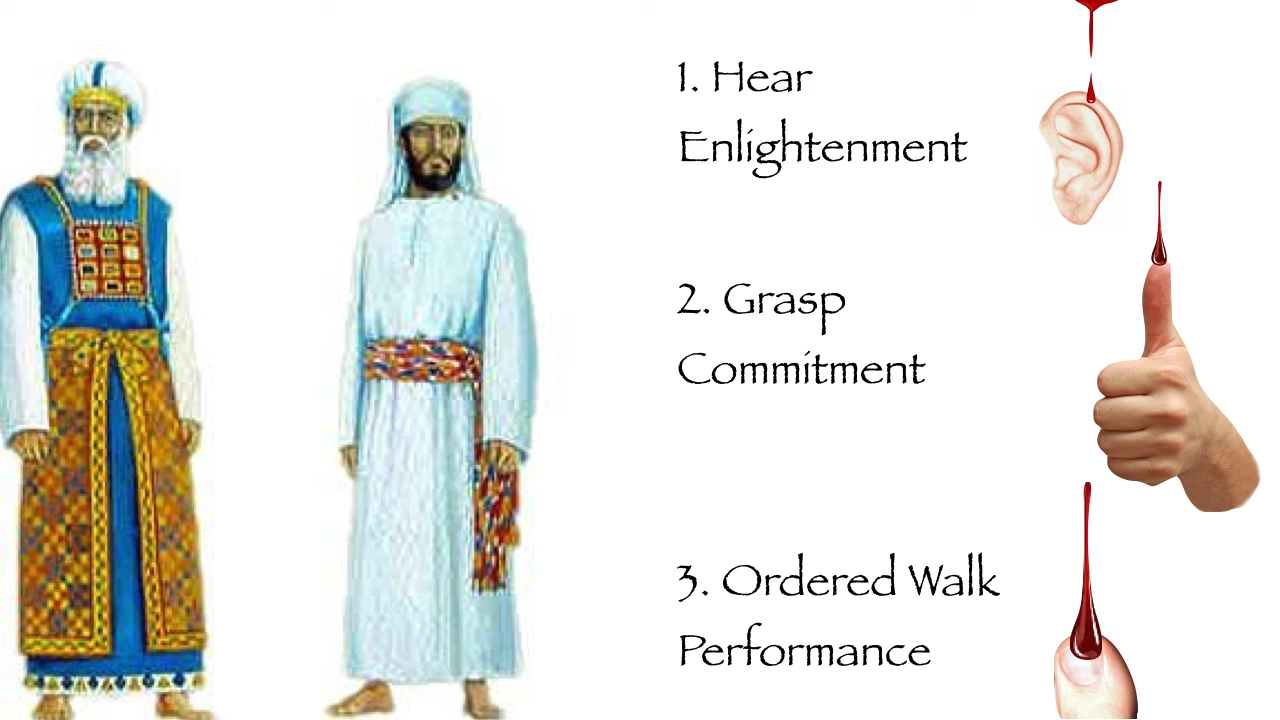 1. Hear
Enlightenment
2. Grasp
Commitment
3. Ordered Walk
Performance